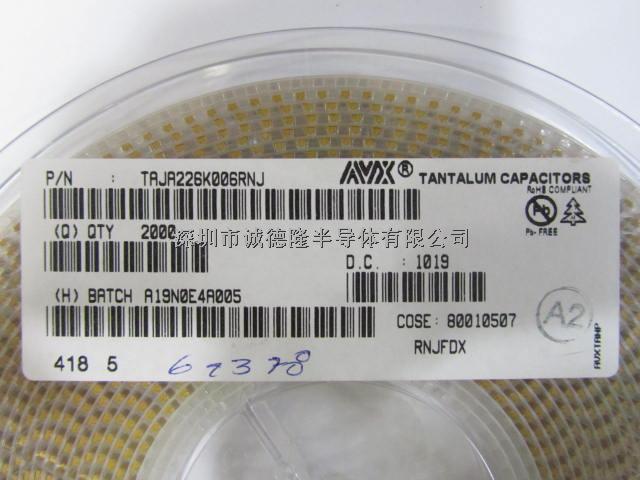 P/N : TAJA226K006RNJ
AVX® TANTALUM CAPACITORS
RoHS COMPLIANT
(Q) QTY 2000
Pb Pb- FREE
深圳市诚德隆半导体有限公司
D.C. : 1019
(H) BATCH A19N0E4A005
COSE: 80010507
A2
RNJFDX
418 5